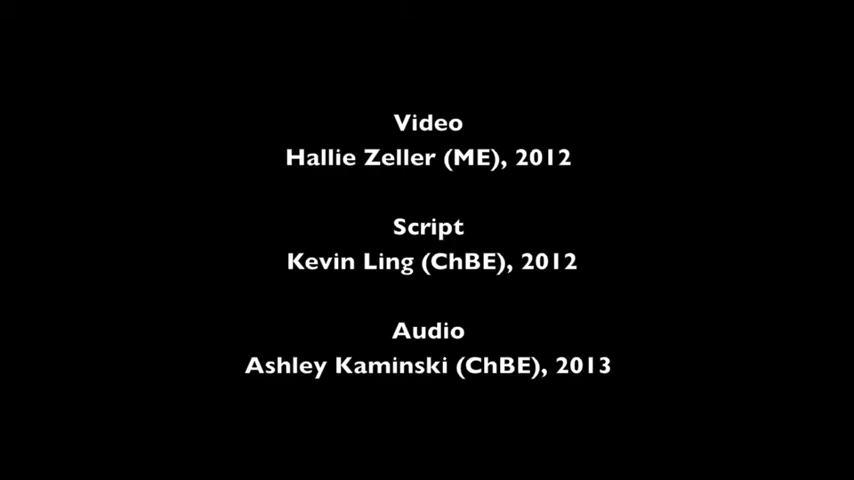 Video
Hallie Zeller (ME), 2012
Script
Kevin Ling (ChBE), 2012
Audio
Ashley Kaminski (ChBE), 2013